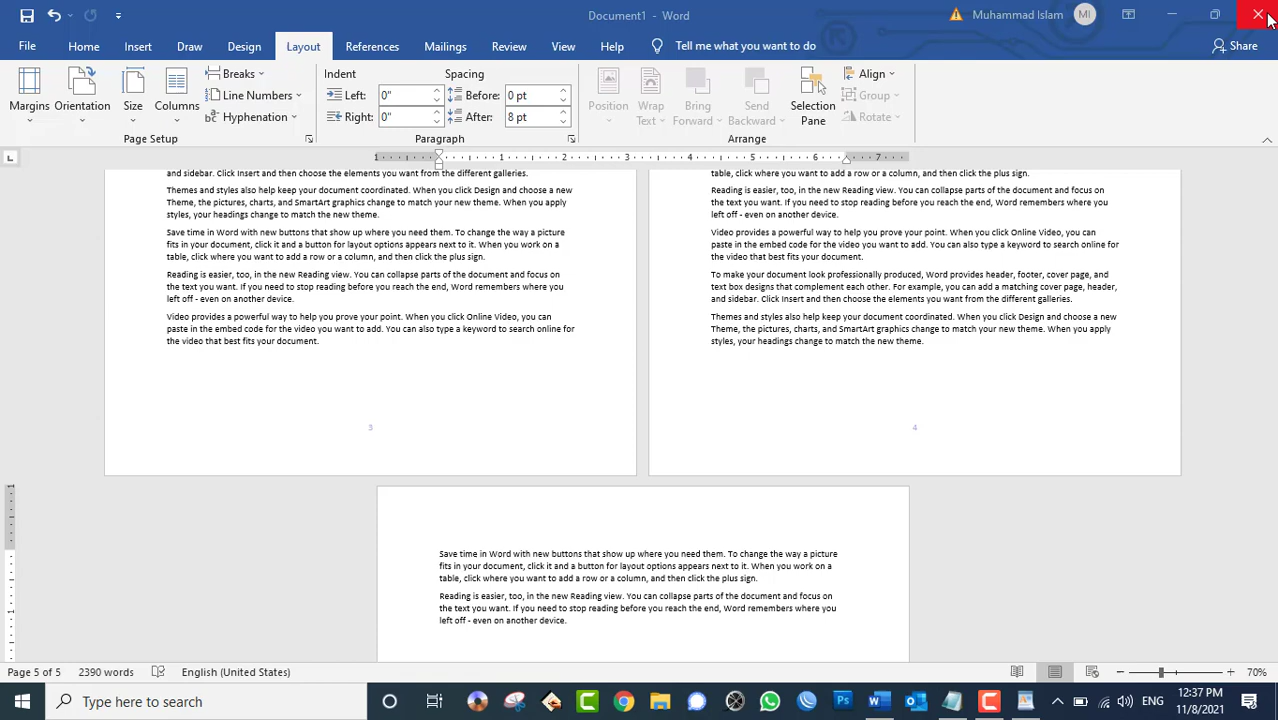 Document1 - Word
Muhammad Islam
MI
File
Home
Insert
Draw
Design
Layout
References
Mailings
Review
View
Help
Tell me what you want to do
Share
Margins
Orientation
Size
Columns
Breaks
Line Numbers
Hyphenation
Page Setup
Indent
Left: 0"
Right: 0"
Spacing
Before: 0 pt
After: 8 pt
Paragraph
Position
Wrap
Text
Bring
Forward
Send
Backward
Selection
Pane
Align
Group
Rotate
Arrange
1 1 2 3 4 5 6 7
and sidebar. Click Insert and then choose the elements you want from the different galleries.
Themes and styles also help keep your document coordinated. When you click Design and choose a new
Theme, the pictures, charts, and SmartArt graphics change to match your new theme. When you apply
styles, your headings change to match the new theme.
Save time in Word with new buttons that show up where you need them. To change the way a picture
fits in your document, click it and a button for layout options appears next to it. When you work on a
table, click where you want to add a row or a column, and then click the plus sign.
Reading is easier, too, in the new Reading view. You can collapse parts of the document and focus on
the text you want. If you need to stop reading before you reach the end, Word remembers where you
left off - even on another device.
Video provides a powerful way to help you prove your point. When you click Online Video, you can
paste in the embed code for the video you want to add. You can also type a keyword to search online for
the video that best fits your document.
3
table, click where you want to add a row or a column, and then click the plus sign.
Reading is easier, too, in the new Reading view. You can collapse parts of the document and focus on
the text you want. If you need to stop reading before you reach the end, Word remembers where you
left off - even on another device.
Video provides a powerful way to help you prove your point. When you click Online Video, you can
paste in the embed code for the video you want to add. You can also type a keyword to search online for
the video that best fits your document.
To make your document look professionally produced, Word provides header, footer, cover page, and
text box designs that complement each other. For example, you can add a matching cover page, header,
and sidebar. Click Insert and then choose the elements you want from the different galleries.
Themes and styles also help keep your document coordinated. When you click Design and choose a new
Theme, the pictures, charts, and SmartArt graphics change to match your new theme. When you apply
styles, your headings change to match the new theme.
4
Save time in Word with new buttons that show up where you need them. To change the way a picture
fits in your document, click it and a button for layout options appears next to it. When you work on a
table, click where you want to add a row or a column, and then click the plus sign.
Reading is easier, too, in the new Reading view. You can collapse parts of the document and focus on
the text you want. If you need to stop reading before you reach the end, Word remembers where you
left off - even on another device.
Page 5 of 5
2390 words
English (United States)
70%
Type here to search
ENG
12:37 PM
11/8/2021